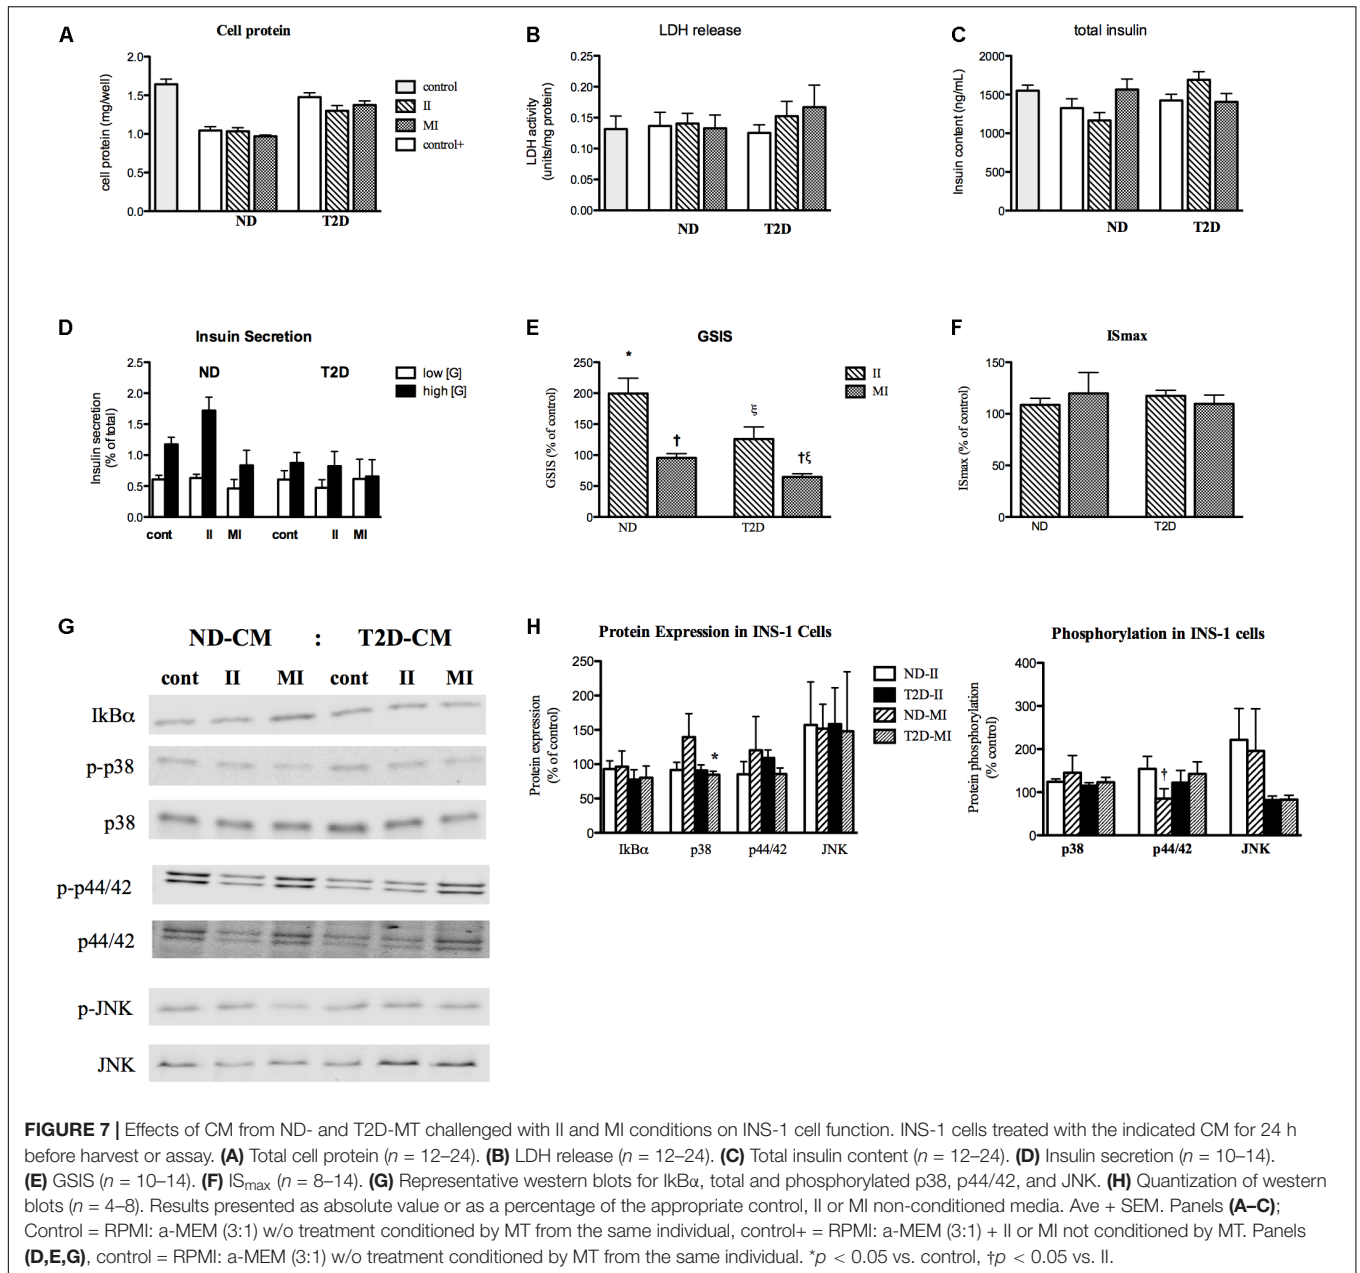 A
Cell protein
cell protein (mg/well)
2.0
1.5
1.0
0.5
0.0
ND
T2D
control
II
MI
control+
B
LDH release
LDH activity
(units/mg protein)
0.25
0.20
0.15
0.10
0.05
0.00
ND
T2D
C
total insulin
Insuin content (ng/mL)
2000
1500
1000
500
0
ND
T2D
D
Insuin Secretion
Insulin secretion
(% of total)
2.5
2.0
1.5
1.0
0.5
0.0
ND
T2D
low [G]
high [G]
cont II MI cont II MI
E
GSIS
GSIS (% of control)
250
200
150
100
50
0
*
†
ξ
†ξ
ND
T2D
II
MI
F
ISmax
ISmax (% of control)
150
100
50
0
ND
T2D
G
ND-CM : T2D-CM
cont II MI cont II MI
IkBα
p-p38
p38
p-p44/42
p44/42
p-JNK
JNK
H
Protein Expression in INS-1 Cells
Protein expression
(% of control)
250
200
150
100
50
0
*
IkBα p38 p44/42 JNK
ND-II
T2D-II
ND-MI
T2D-MI
Phosphorylation in INS-1 cells
Protein phosphorylation
(% control)
400
300
200
100
0
†
p38 p44/42 JNK
FIGURE 7 | Effects of CM from ND- and T2D-MT challenged with II and MI conditions on INS-1 cell function. INS-1 cells treated with the indicated CM for 24 h
before harvest or assay. (A) Total cell protein (n = 12–24). (B) LDH release (n = 12–24). (C) Total insulin content (n = 12–24). (D) Insulin secretion (n = 10–14).
(E) GSIS (n = 10–14). (F) ISmax (n = 8–14). (G) Representative western blots for IkBα, total and phosphorylated p38, p44/42, and JNK. (H) Quantization of western
blots (n = 4–8). Results presented as absolute value or as a percentage of the appropriate control, II or MI non-conditioned media. Ave + SEM. Panels (A–C);
Control = RPMI: a-MEM (3:1) w/o treatment conditioned by MT from the same individual, control+ = RPMI: a-MEM (3:1) + II or MI not conditioned by MT. Panels
(D,E,G), control = RPMI: a-MEM (3:1) w/o treatment conditioned by MT from the same individual. *p < 0.05 vs. control, †p < 0.05 vs. II.